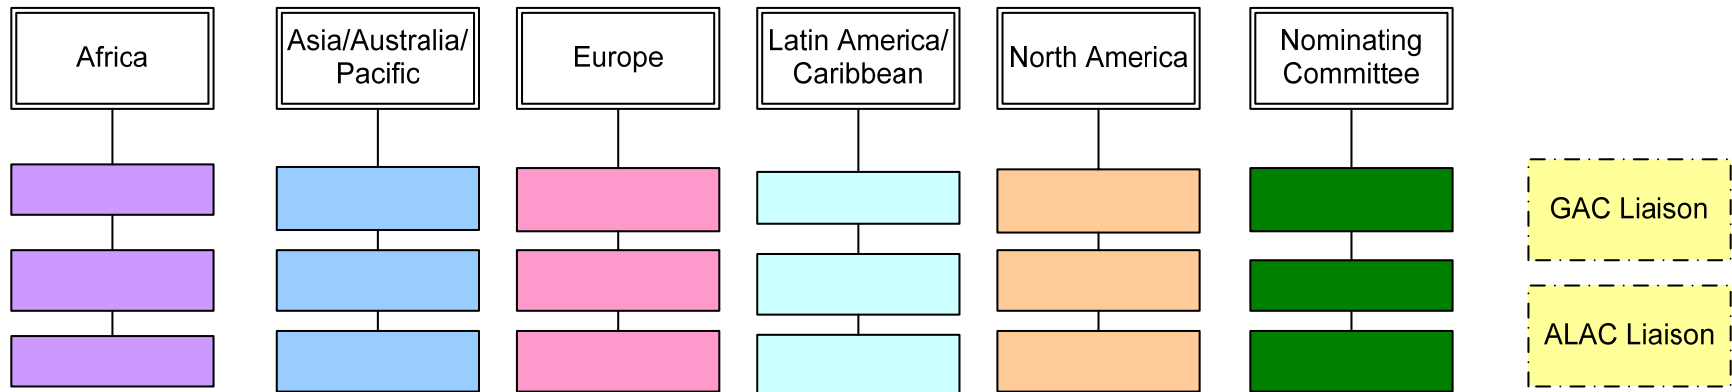 Africa
Asia/Australia/
Pacific
Europe
Latin America/
Caribbean
North America
Nominating
Committee
GAC Liaison
ALAC Liaison